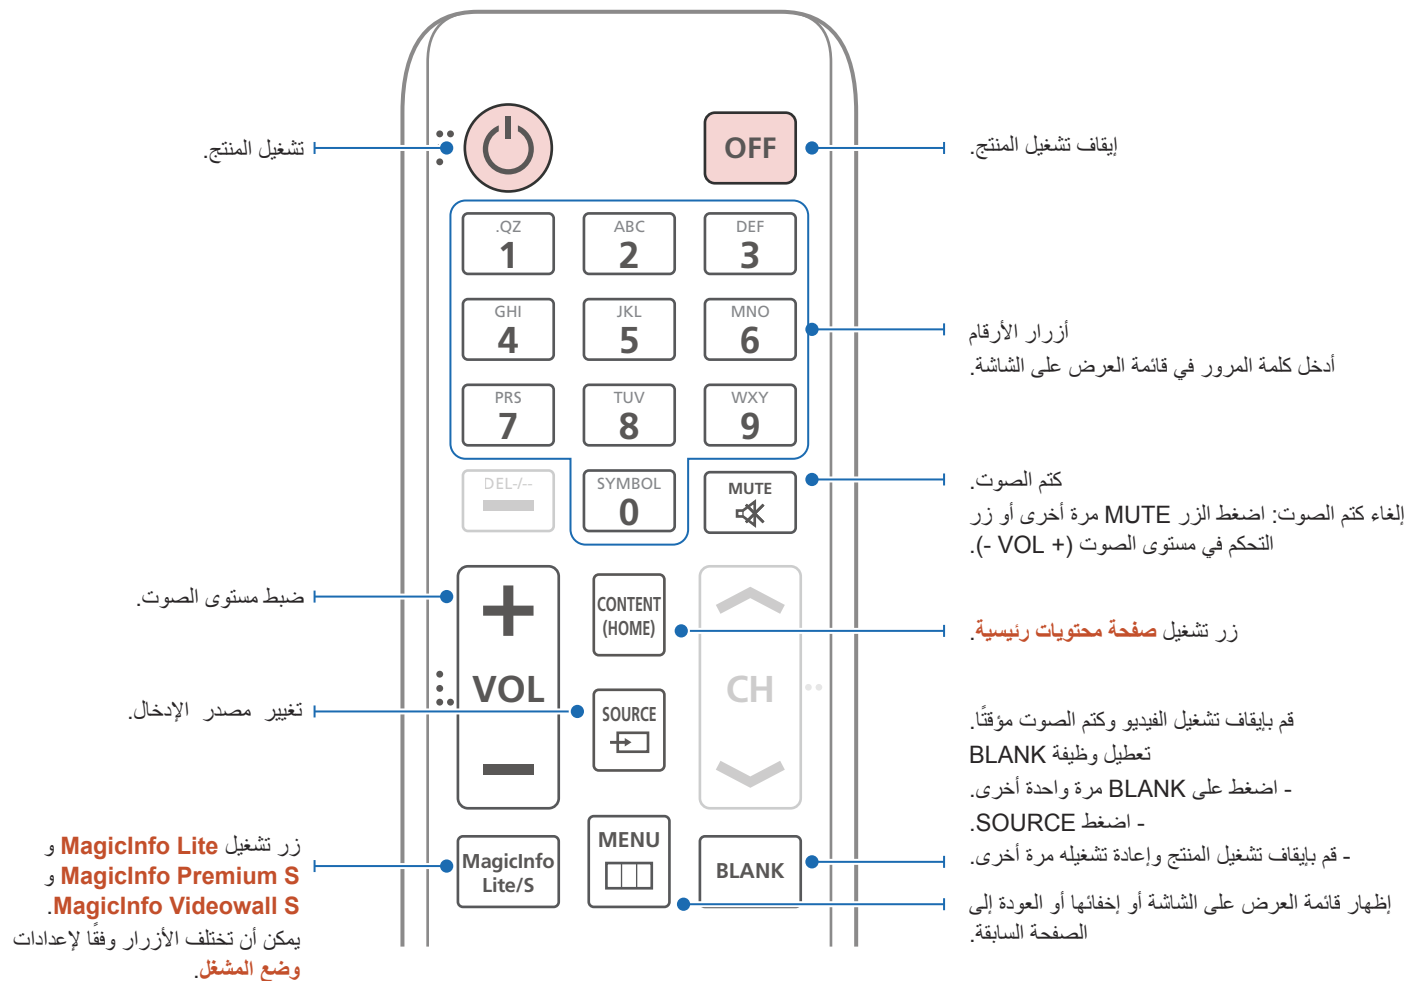 تشغيل المنتج.
OFF
إيقاف تشغيل المنتج.
.QZ
1
ABC
2
DEF
3
GHI
4
JKL
5
MNO
6
أزرار الأرقام
أدخل كلمة المرور في قائمة العرض على الشاشة.
PRS
7
TUV
8
WXY
9
DEL-/--
SYMBOL
0
MUTE
كتم الصوت.
إلغاء كتم الصوت: اضغط الزر MUTE مرة أخرى أو زر
التحكم في مستوى الصوت (+ VOL -).
ضبط مستوى الصوت.
VOL
CONTENT
(HOME)
زر تشغيل صفحة محتويات رئيسية.
CH
تغيير مصدر الإدخال.
SOURCE
قم بإيقاف تشغيل الفيديو وكتم الصوت مؤقتًا.
تعطيل وظيفة BLANK
- اضغط على BLANK مرة واحدة أخرى.
- اضغط SOURCE.
- قم بإيقاف تشغيل المنتج وإعادة تشغيله مرة أخرى.
زر تشغيل MagicInfo Lite و
MagicInfo Premium S و
MagicInfo Videowall S.
يمكن أن تختلف الأزرار وفقًا لإعدادات
وضع المشغل.
MagicInfo
Lite/S
MENU
BLANK
إظهار قائمة العرض على الشاشة أو إخفائها أو العودة إلى
الصفحة السابقة.